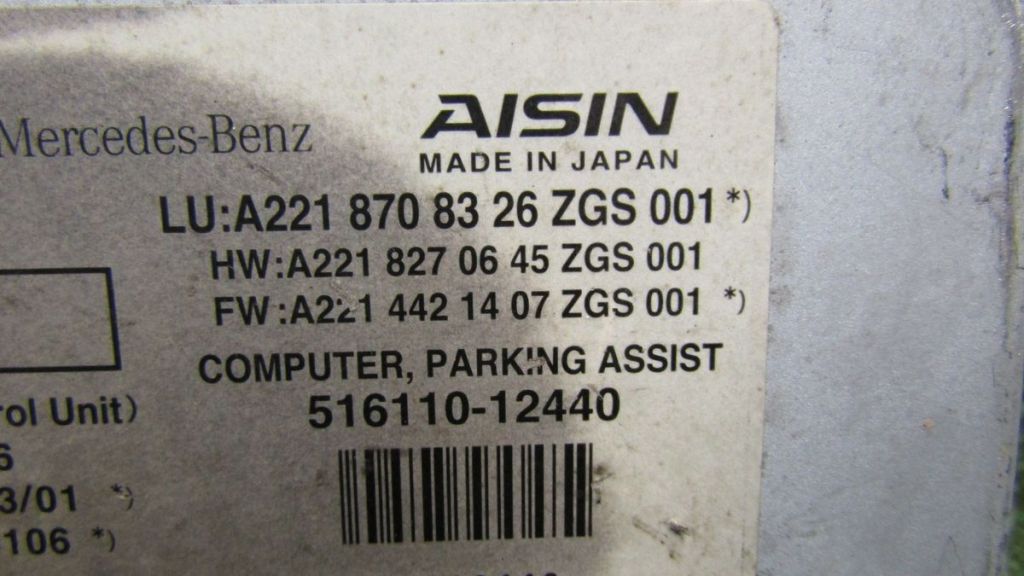 Mercedes-Benz
AISIN
MADE IN JAPAN
LU:A221 870 83 26 ZGS 001 *)
HW:A221 827 06 45 ZGS 001
FW:A221 442 14 07 ZGS 001 *)
COMPUTER, PARKING ASSIST
516110-12440
rol Unit)
6
3/01 *)
106 *)